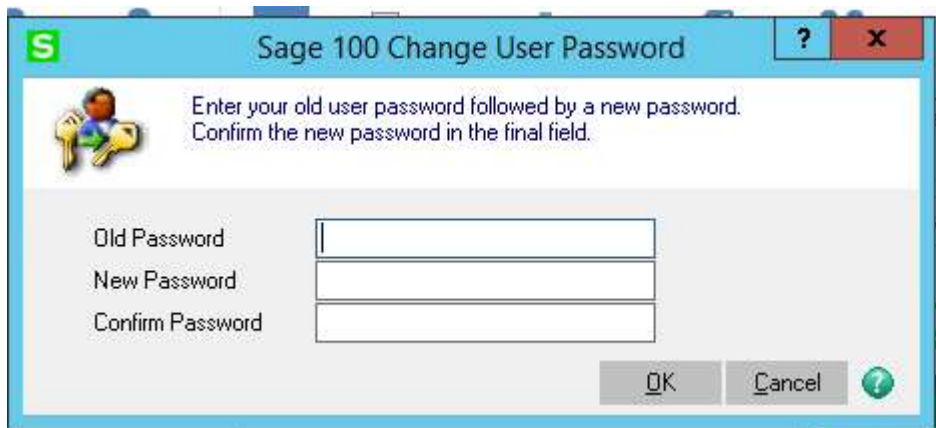 S
Sage 100 Change User Password
?
x
Enter your old user password followed by a new password.
Confirm the new password in the final field.
Old Password
New Password
Confirm Password
OK
Cancel
?